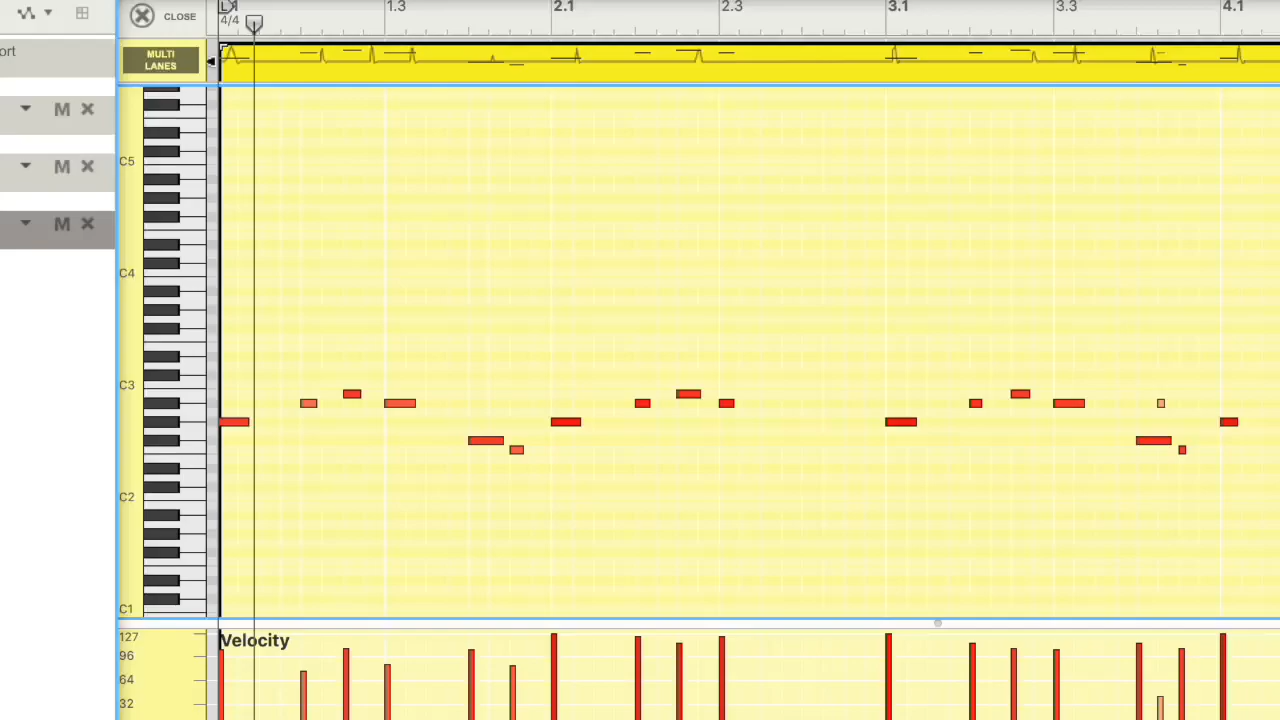 CLOSE
1.3
2.1
2.3
3.1
3.3
4.1
4/4
ort
MULTI
LANES
M
M
M
C5
C4
C3
C2
C1
Velocity
127
96
64
32